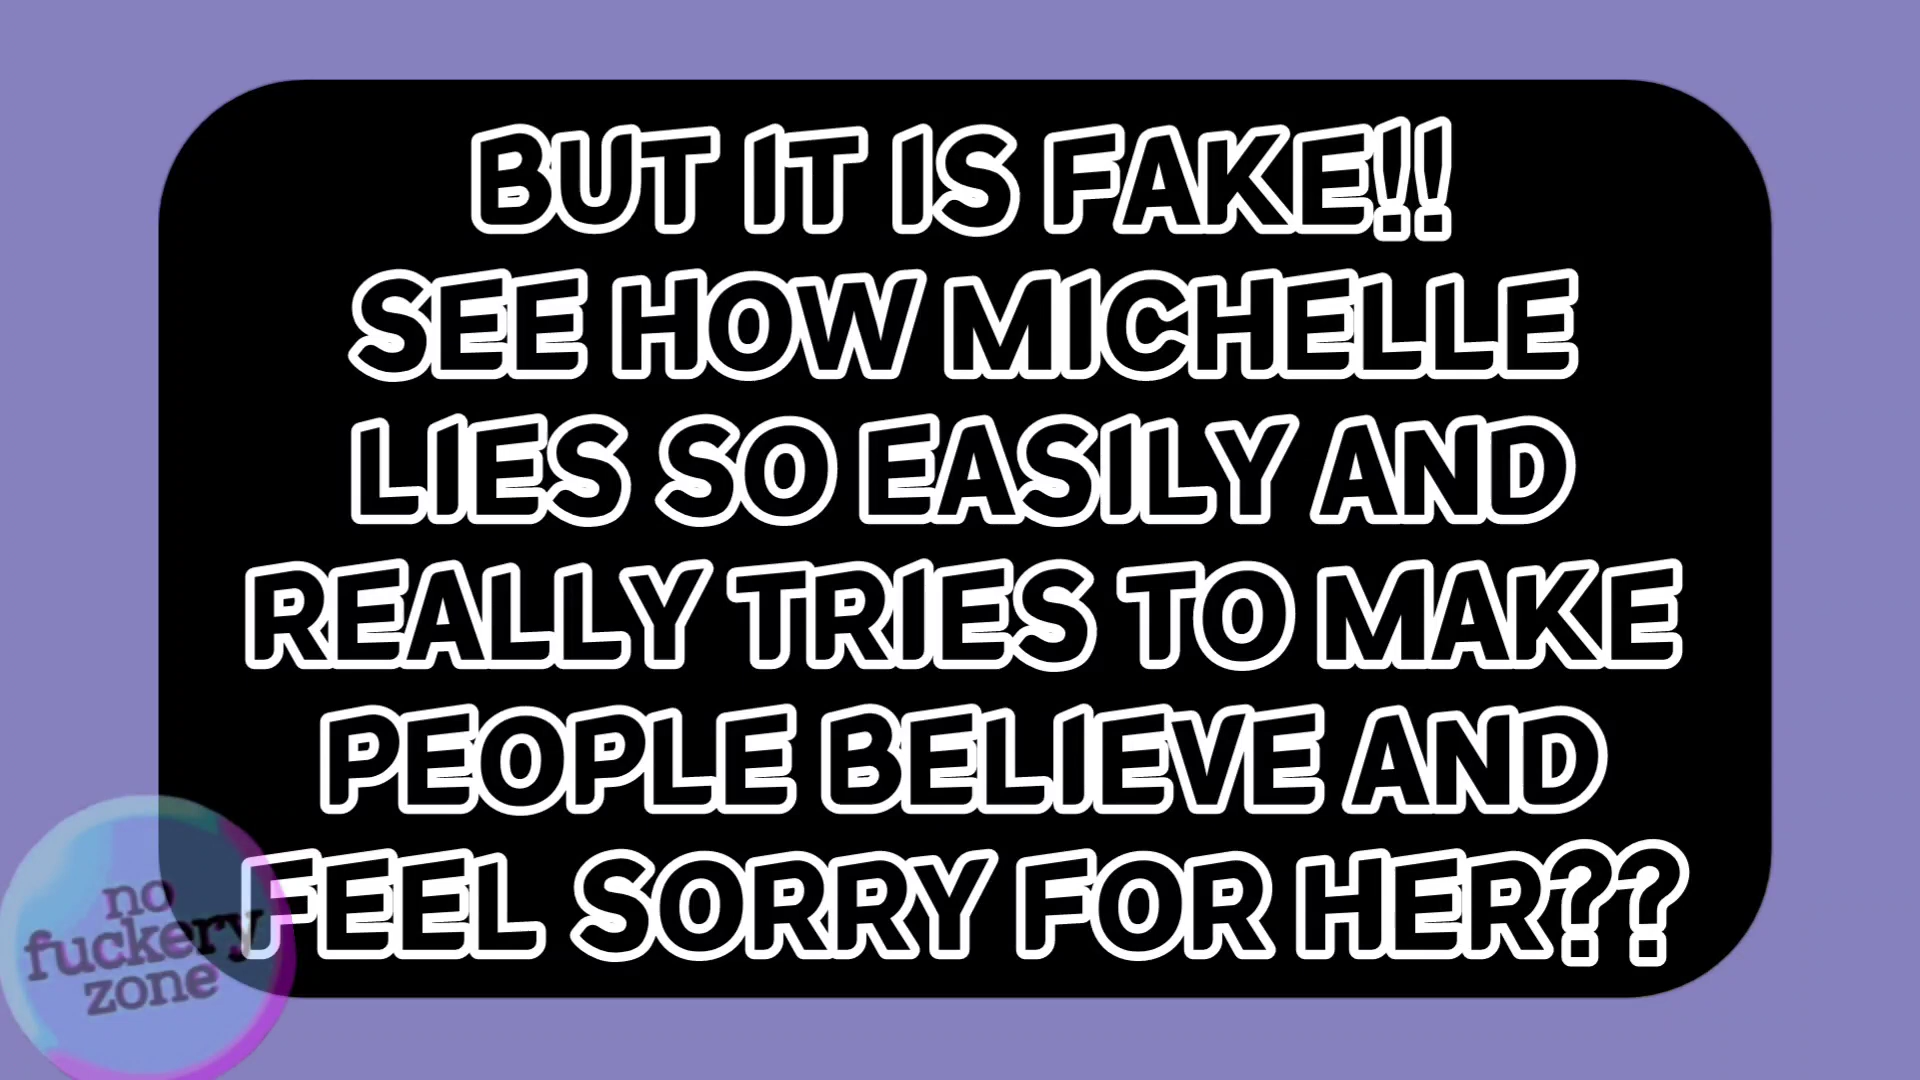 BUT IT IS FAKE!!
SEE HOW MICHELLE
LIES SO EASILY AND
REALLY TRIES TO MAKE
PEOPLE BELIEVE AND
FEEL SORRY FOR HER??
no
fuckery
zone